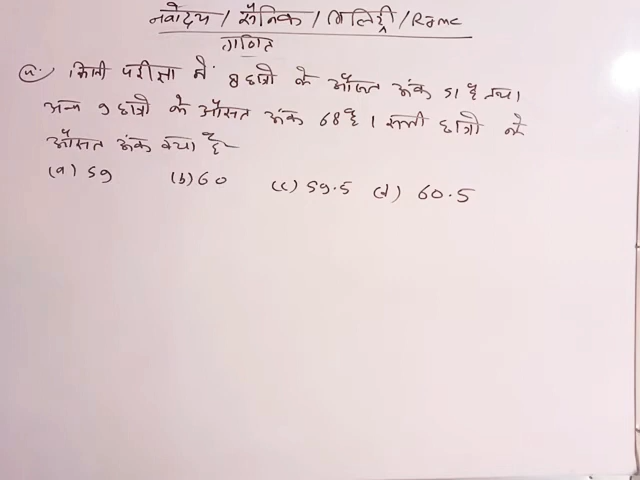 नवोदय / सैनिक / मिलिट्री / RIMC
गणित
किसी परीक्षा में 8 छात्रों के औसत अंक 51 है तथा
अन्य 9 छात्रों के औसत अंक 68 है । सभी छात्रों के
औसत अंक क्या है
(a) 59 (b) 60 (c) 59.5 (d) 60.5